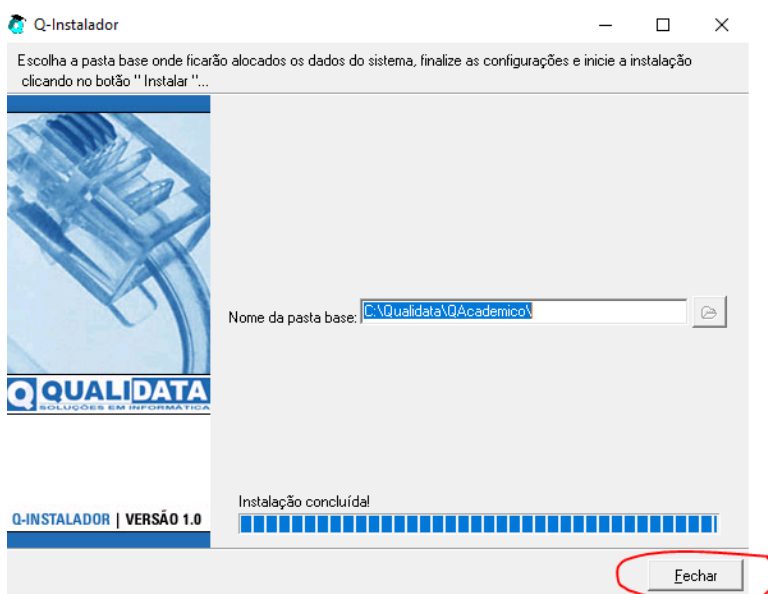 Q-Instalador
Escolha a pasta base onde ficarão alocados os dados do sistema, finalize as configurações e inicie a instalação
clicando no botão " Instalar "...
Nome da pasta base: C:\Qualidata\QAcademico\
Q QUALIDATA
SOLUÇÕES EM INFORMÁTICA
Instalação concluída!
Q-INSTALADOR | VERSÃO 1.0
Fechar